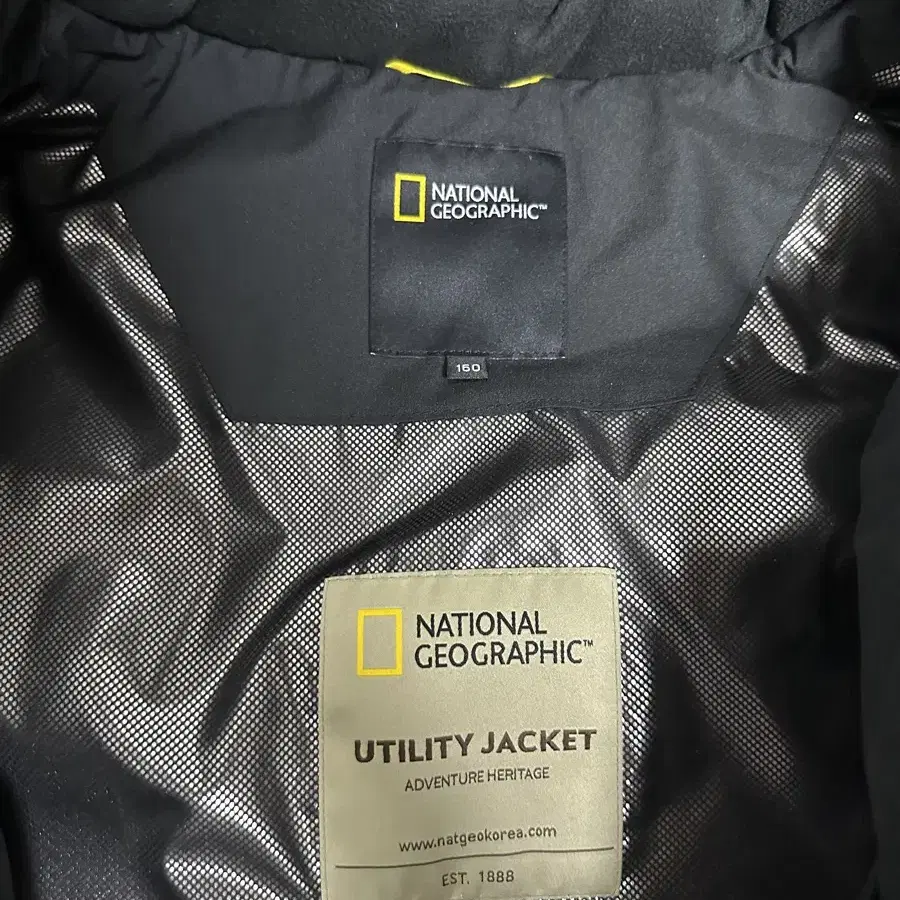 NATIONAL
GEOGRAPHIC™
160
NATIONAL
GEOGRAPHIC™
UTILITY JACKET
ADVENTURE HERITAGE
www.natgeokorea.com
EST. 1888